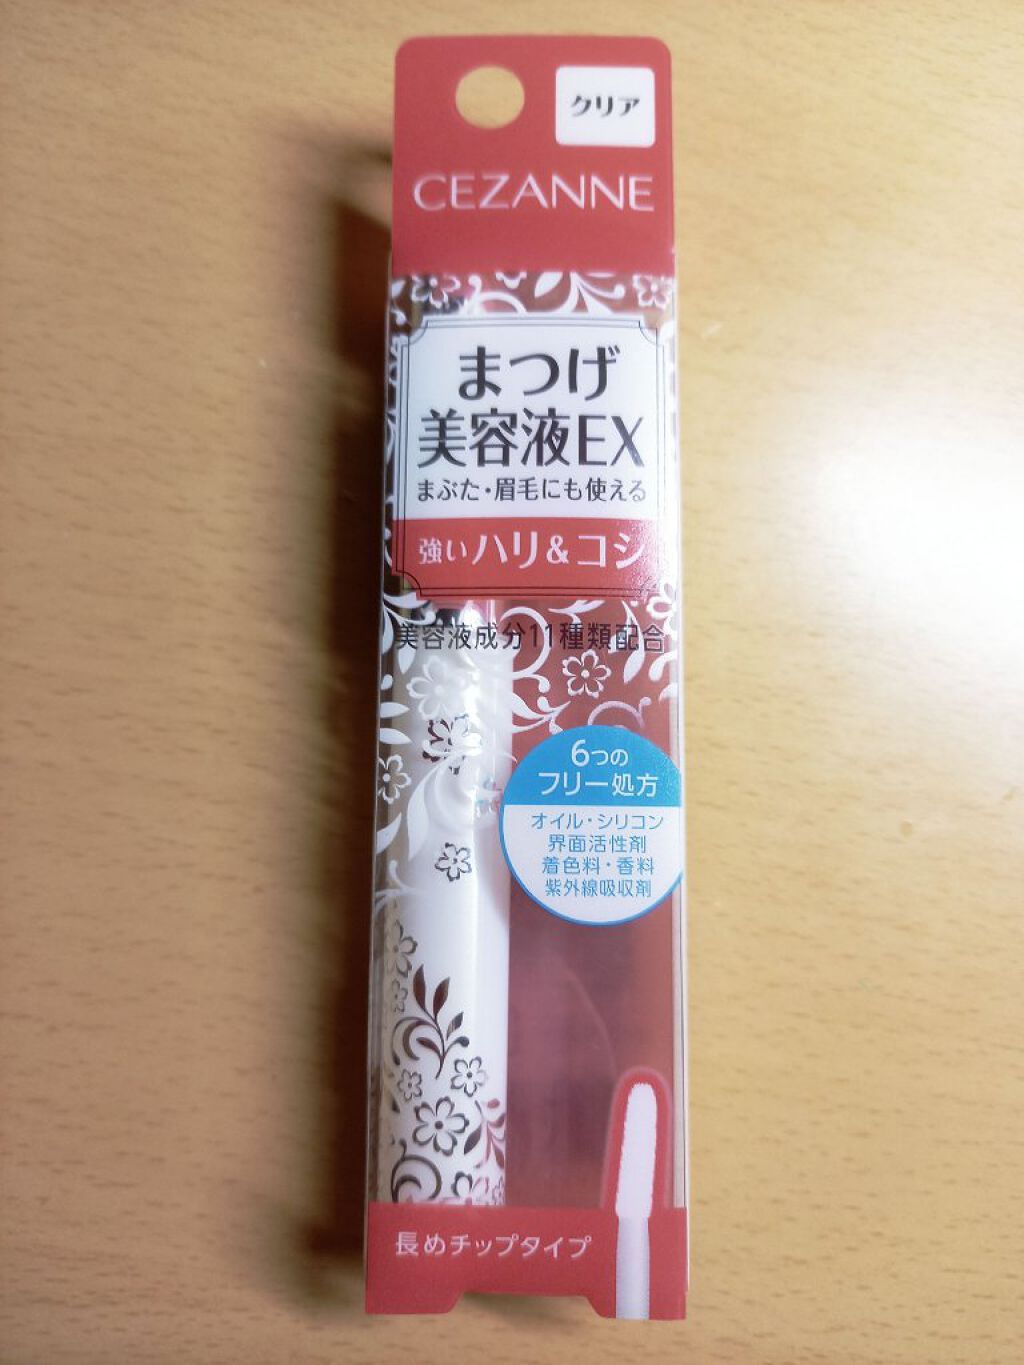 クリア
CEZANNE
まつげ
美容液EX
まぶた・眉毛にも使える
強いハリ&コシ
美容液成分11種類配合
6つの
フリー処方
オイル・シリコン
界面活性剤
着色料・香料
紫外線吸収剤
長めチップタイプ